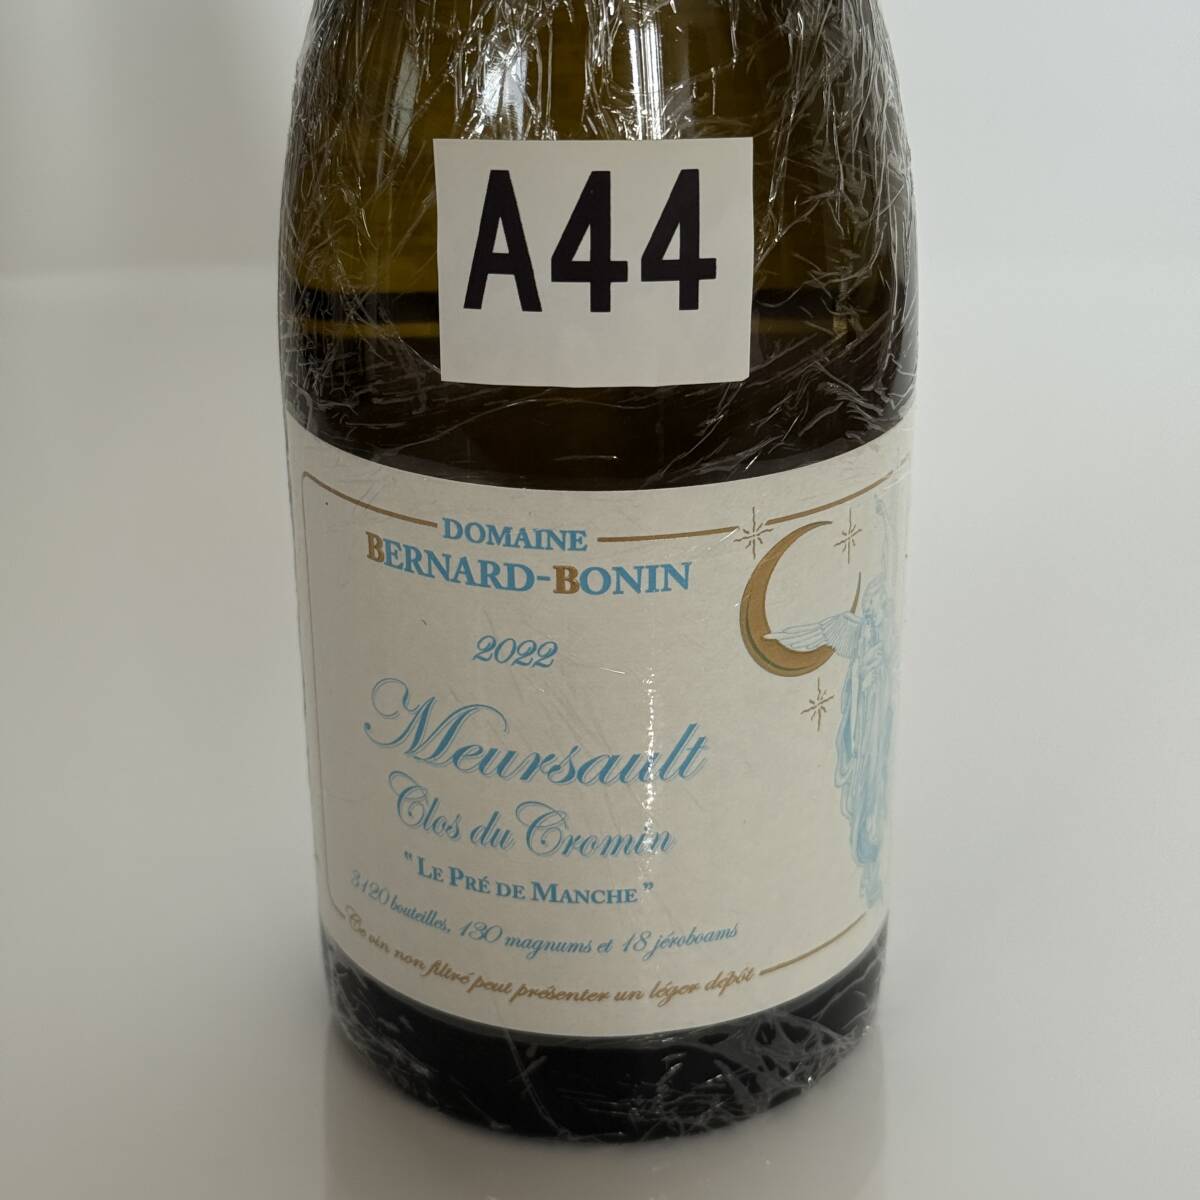 A44
DOMAINE
BERNARD-BONIN
2022
Meursault
Clos du Cromin
"LE PRÉ DE MANCHE"
3120 bouteilles, 130 magnums et 18 jéroboams
Ce vin non filtré peut présenter un léger dépôt